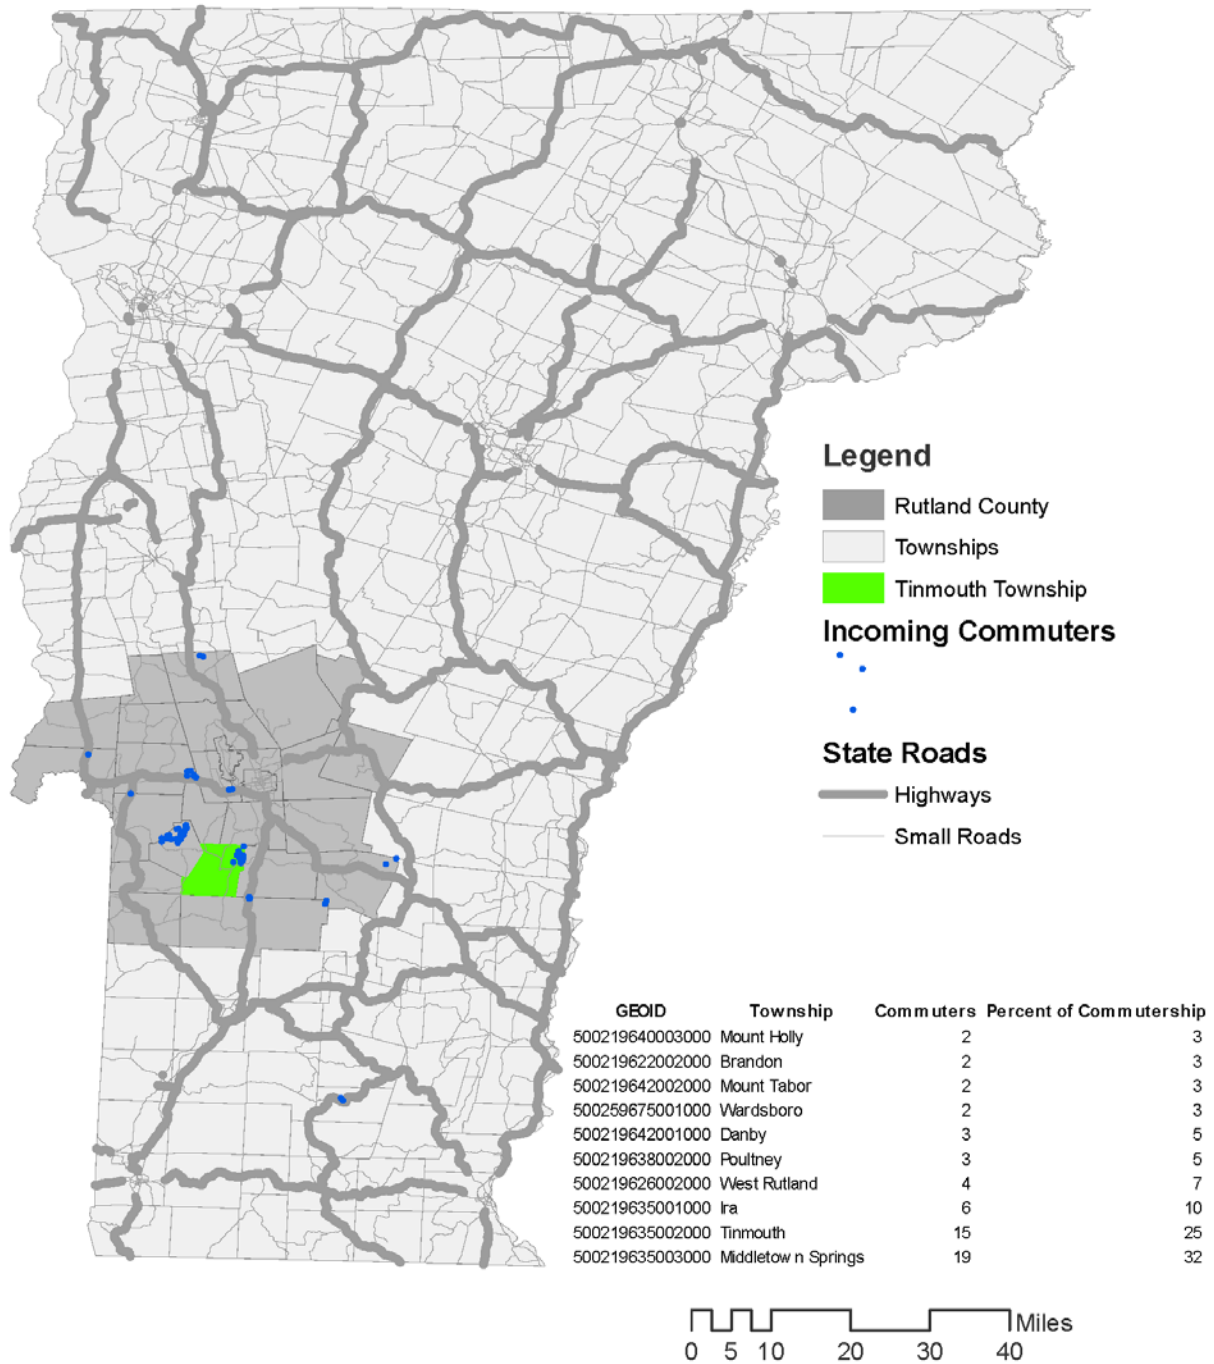 Legend
Rutland County
Townships
Tinmouth Township
Incoming Commuters
State Roads
Highways
Small Roads
GEOID Township Commuters Percent of Commutership
500219640003000 Mount Holly 2 3
500219622002000 Brandon 2 3
500219642002000 Mount Tabor 2 3
500259675001000 Wardsboro 2 3
500219642001000 Danby 3 5
500219638002000 Poultney 3 5
500219626002000 West Rutland 4 7
500219635001000 Ira 6 10
500219635002000 Tinmouth 15 25
500219635003000 Middletown Springs 19 32
Miles
0 5 10 20 30 40